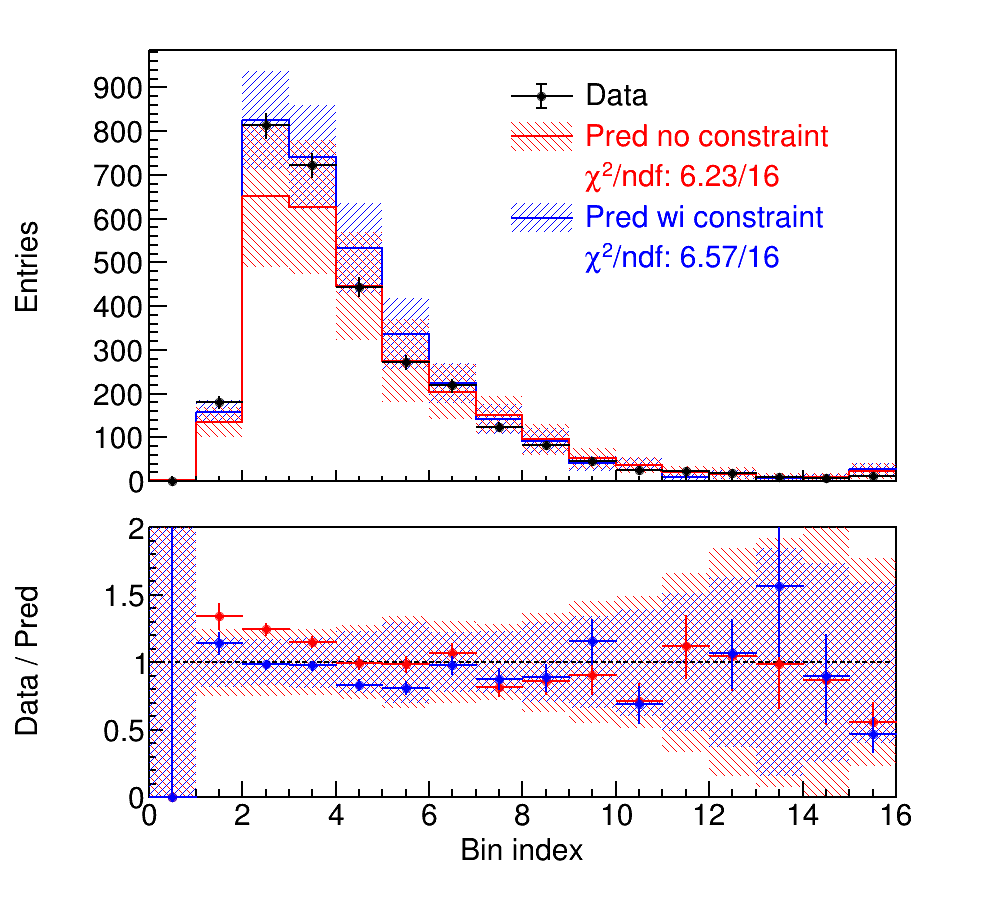 900
800
700
600
500
400
300
200
100
0
Entries
Data
Pred no constraint
χ²/ndf: 6.23/16
Pred wi constraint
χ²/ndf: 6.57/16
2
1.5
1
0.5
0
Data / Pred
0 2 4 6 8 10 12 14 16
Bin index